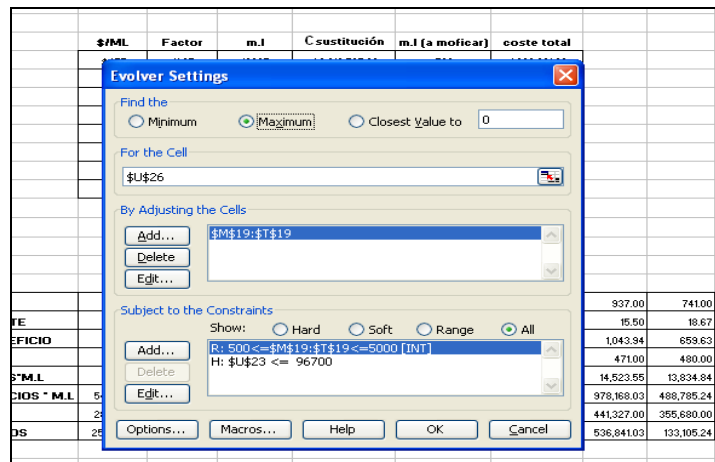 $/ML Factor m.l C sustitución m.l (a moficar) coste total
Evolver Settings
Find the
Minimum Maximum Closest Value to 0
For the Cell
$U$26
By Adjusting the Cells
Add... $M$19:$T$19
Delete
Edit...
Subject to the Constraints
Show: Hard Soft Range All
Add... R: 500<=$M$19:$T$19<=5000 [INT]
Delete H: $U$23 <= 96700
Edit...
Options... Macros... Help OK Cancel
937.00 741.00
TE 15.50 18.67
EFICIO 1,043.94 659.63
471.00 480.00
S*M.L 14,523.55 13,834.84
CIOS * M.L 978,168.03 488,785.24
441,327.00 355,680.00
OS 25 536,841.03 133,105.24